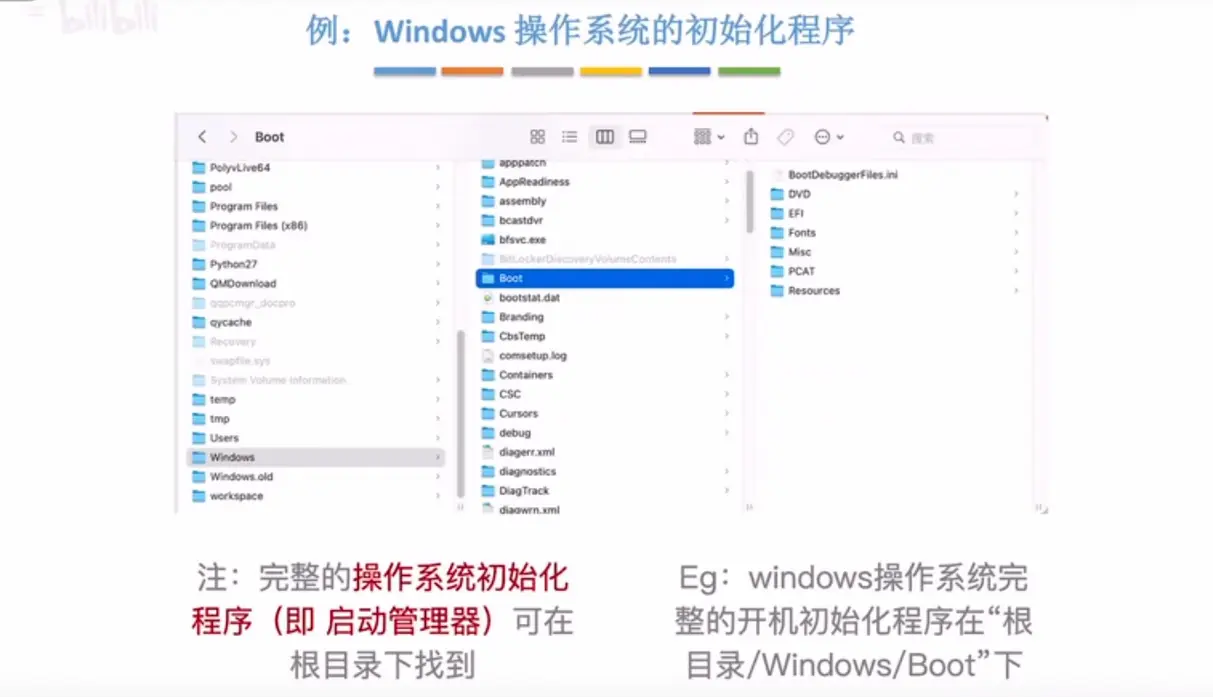 bilibili
例：Windows 操作系统的初始化程序
Boot
搜索
PolyvLive64
pool
Program Files
Program Files (x86)
ProgramData
Python27
QMDownload
qqpcmgr_docpro
qycache
Recovery
swapfile.sys
System Volume Information
temp
tmp
Users
Windows
Windows.old
workspace
apppatch
AppReadiness
assembly
bcastdvr
bfsvc.exe
BitLockerDiscoveryVolumeContents
Boot
bootstat.dat
Branding
CbsTemp
comsetup.log
Containers
CSC
Cursors
debug
diagerr.xml
diagnostics
DiagTrack
diagwrn.xml
BootDebuggerFiles.ini
DVD
EFI
Fonts
Misc
PCAT
Resources
注：完整的操作系统初始化
程序（即 启动管理器）可在
根目录下找到
Eg：windows操作系统完
整的开机初始化程序在“根
目录/Windows/Boot”下